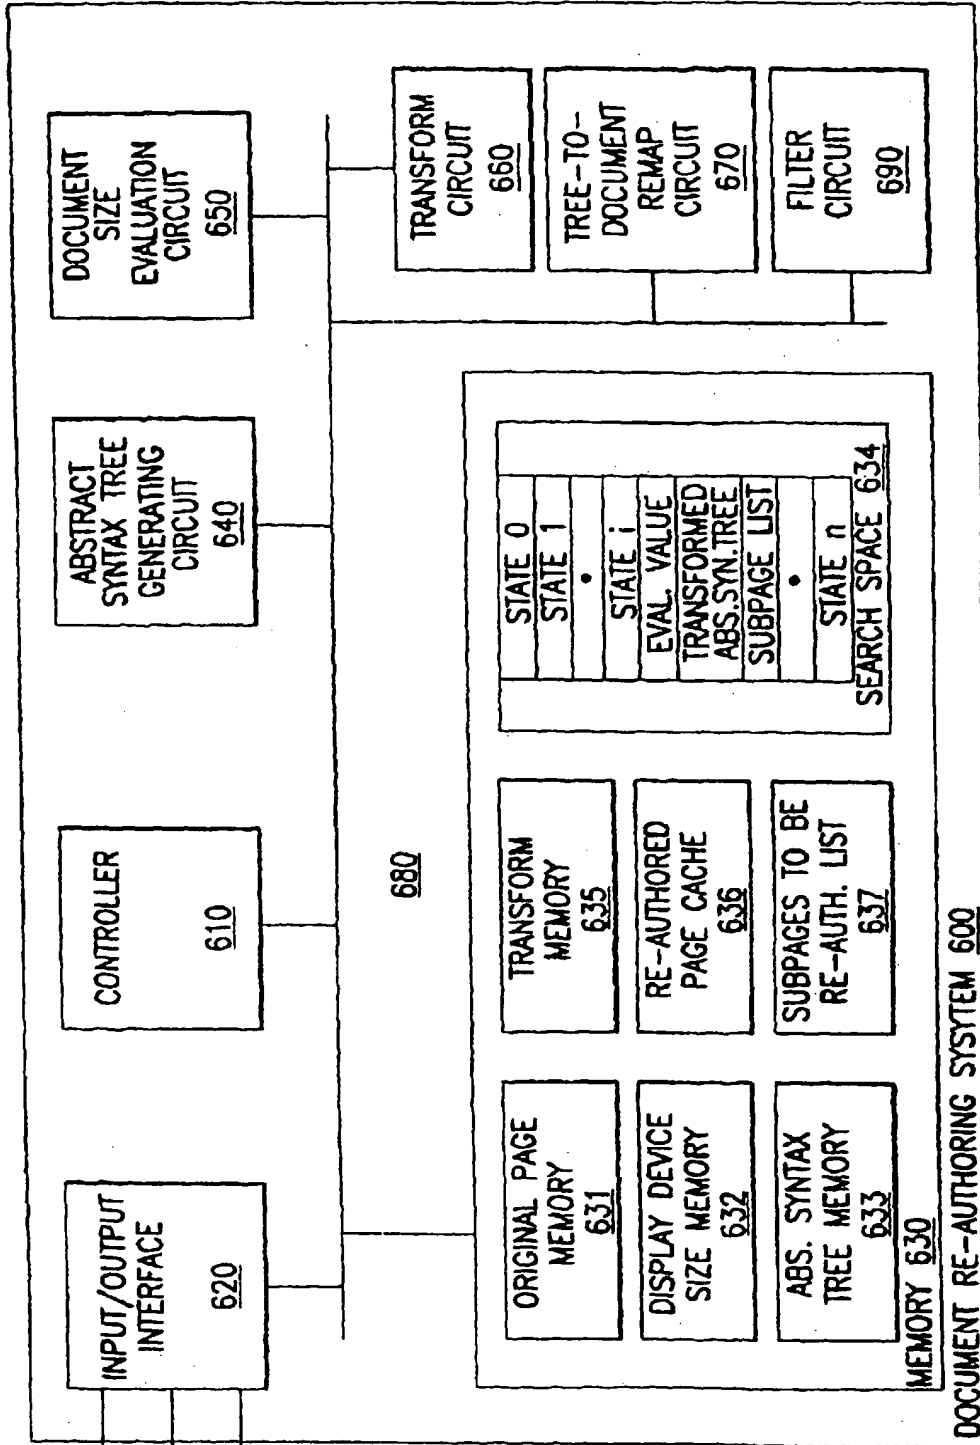 INPUT/OUTPUT
INTERFACE
620
CONTROLLER
610
ABSTRACT
SYNTAX TREE
GENERATING
CIRCUIT
640
DOCUMENT
SIZE
EVALUATION
CIRCUIT
650
680
TRANSFORM
CIRCUIT
660
TREE-TO-
DOCUMENT
REMAP
CIRCUIT
670
FILTER
CIRCUIT
690
ORIGINAL PAGE
MEMORY
631
DISPLAY DEVICE
SIZE MEMORY
632
ABS. SYNTAX
TREE MEMORY
633
TRANSFORM
MEMORY
635
RE-AUTHORED
PAGE CACHE
636
SUBPAGES TO BE
RE-AUTH. LIST
637
STATE 0
STATE 1
•
STATE i
EVAL. VALUE
TRANSFORMED
ABS.SYN.TREE
SUBPAGE LIST
•
STATE n
SEARCH SPACE 634
MEMORY 630
DOCUMENT RE-AUTHORING SYSYTEM 600